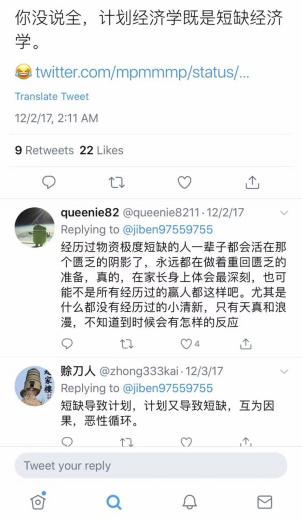 你没说全，计划经济学既是短缺经济
学。
😂 twitter.com/mpmmmp/status/...
Translate Tweet
12/2/17, 2:11 AM
9 Retweets 22 Likes
queenie82 @queenie8211 · 12/2/17
Replying to @jiben97559755
经历过物资极度短缺的人一辈子都会活在那
个匮乏的阴影了，永远都在做着重回匮乏的
准备，真的，在家长身上体会最深刻，也可
能不是所有经历过的赢人都这样吧。尤其是
什么都没有经历过的小清新，只有天真和浪
漫，不知道到时候会有怎样的反应
4
赊刀人 @zhong333kai · 12/3/17
Replying to @jiben97559755
短缺导致计划，计划又导致短缺，互为因
果，恶性循环。
Tweet your reply